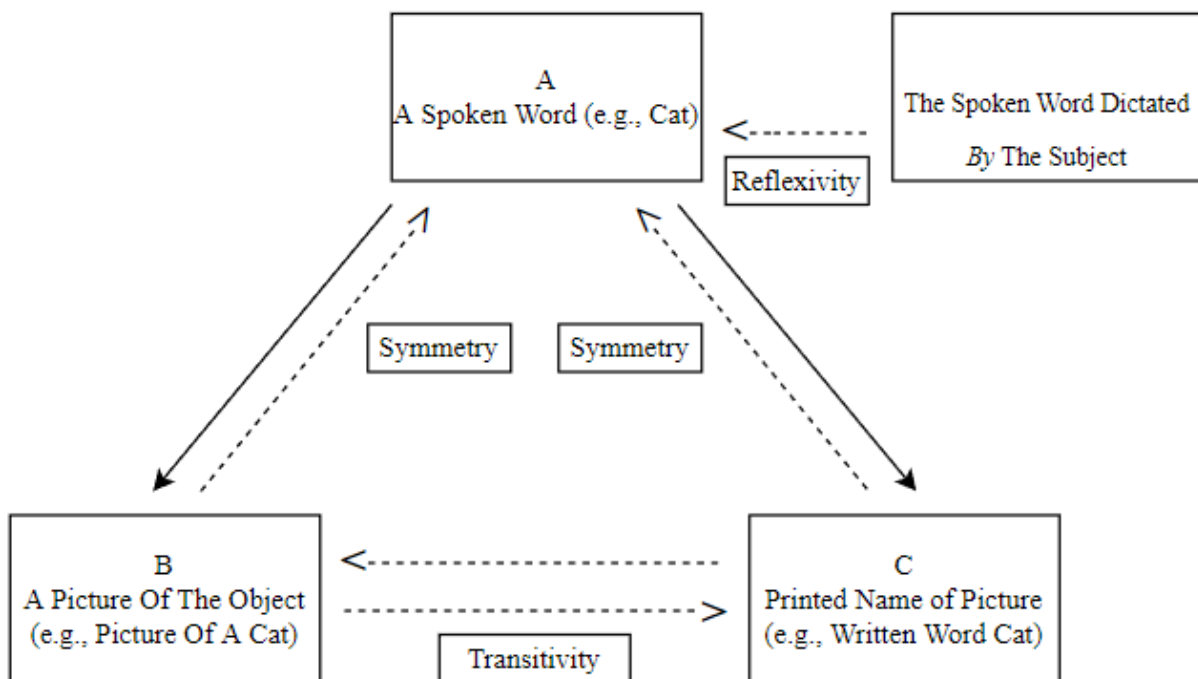 A
A Spoken Word (e.g., Cat)
The Spoken Word Dictated
By The Subject
Reflexivity
Symmetry
Symmetry
B
A Picture Of The Object
(e.g., Picture Of A Cat)
C
Printed Name of Picture
(e.g., Written Word Cat)
Transitivity